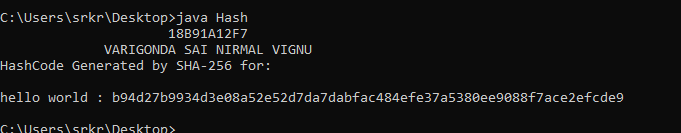 C:\Users\srkr\Desktop>java Hash
18B91A12F7
VARIGONDA SAI NIRMAL VIGNU
HashCode Generated by SHA-256 for:
hello world : b94d27b9934d3e08a52e52d7da7dabfac484efe37a5380ee9088f7ace2efcde9
C:\Users\srkr\Desktop>